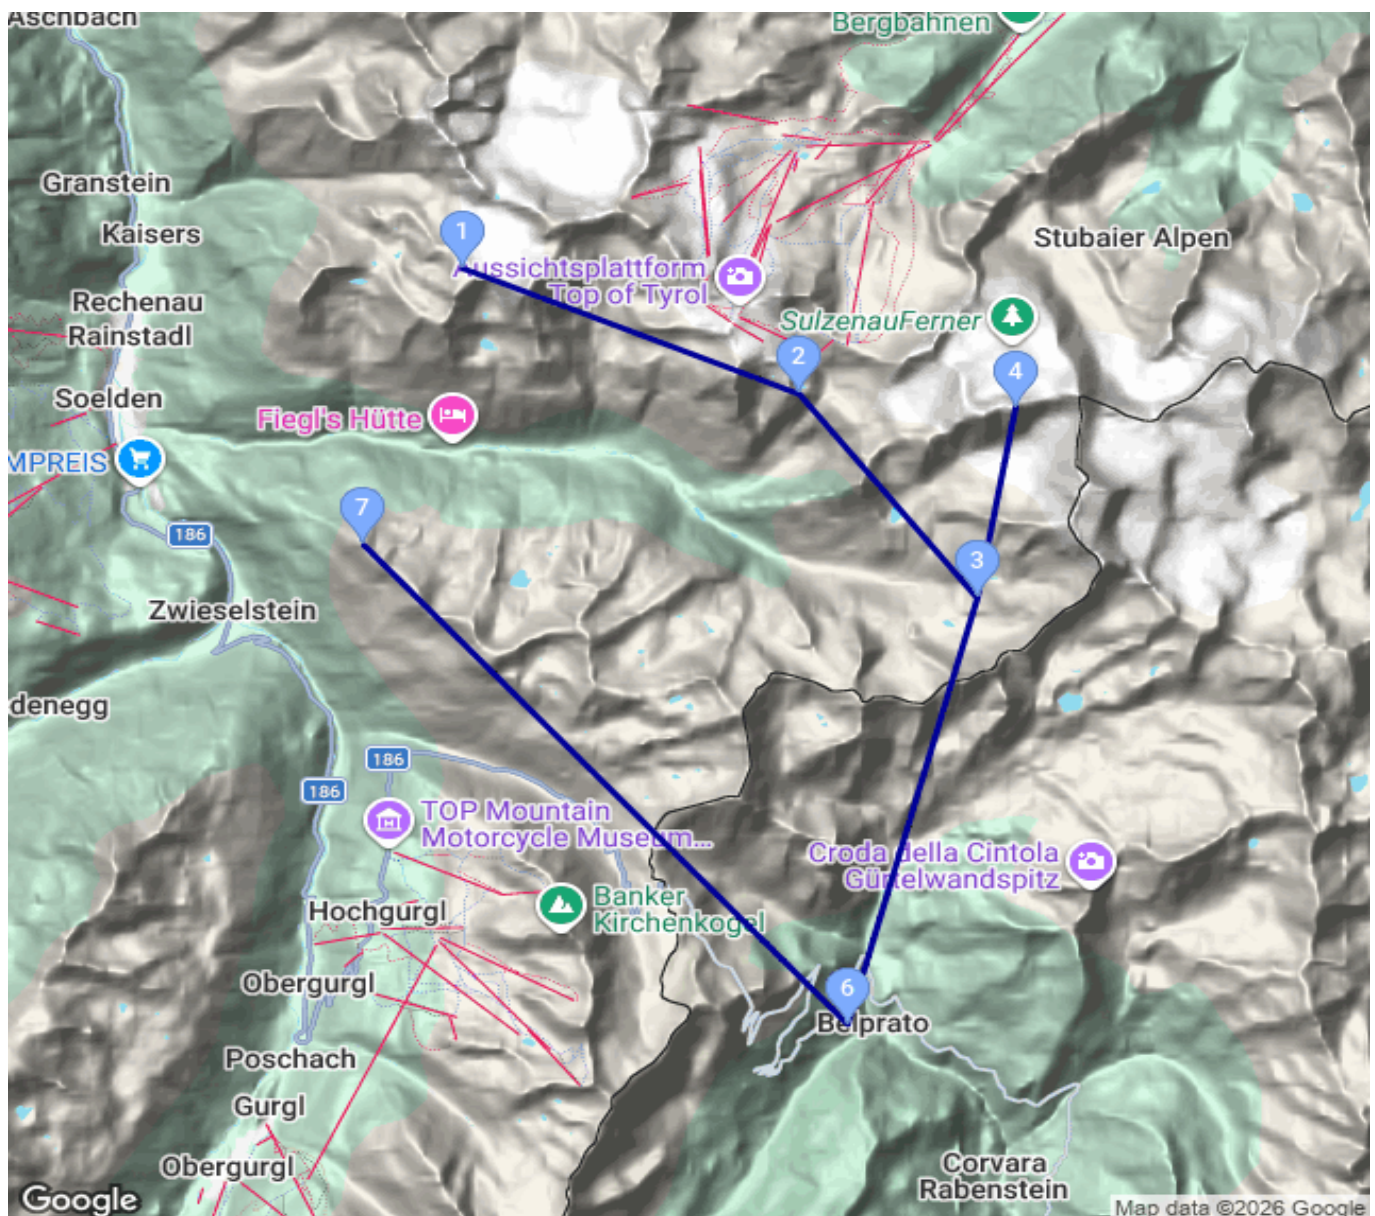 Aschbach
Bergbahnen
Granstein
Kaisers
Stubaier Alpen
1
Aussichtsplattform
Top of Tyrol
Rechenau
Rainstadl
SulzenauFerner
2
4
Soelden
Fiegl's Hütte
MPREIS
7
186
3
Zwieselstein
denegg
186
186
TOP Mountain
Motorcycle Museum...
Croda della Cintola
Gürtelwandspitz
Banker
Kirchenkogel
Hochgurgl
Obergurgl
6
Belprato
Poschach
Gurgl
Obergurgl
Corvara
Rabenstein
Google
Map data ©2026 Google